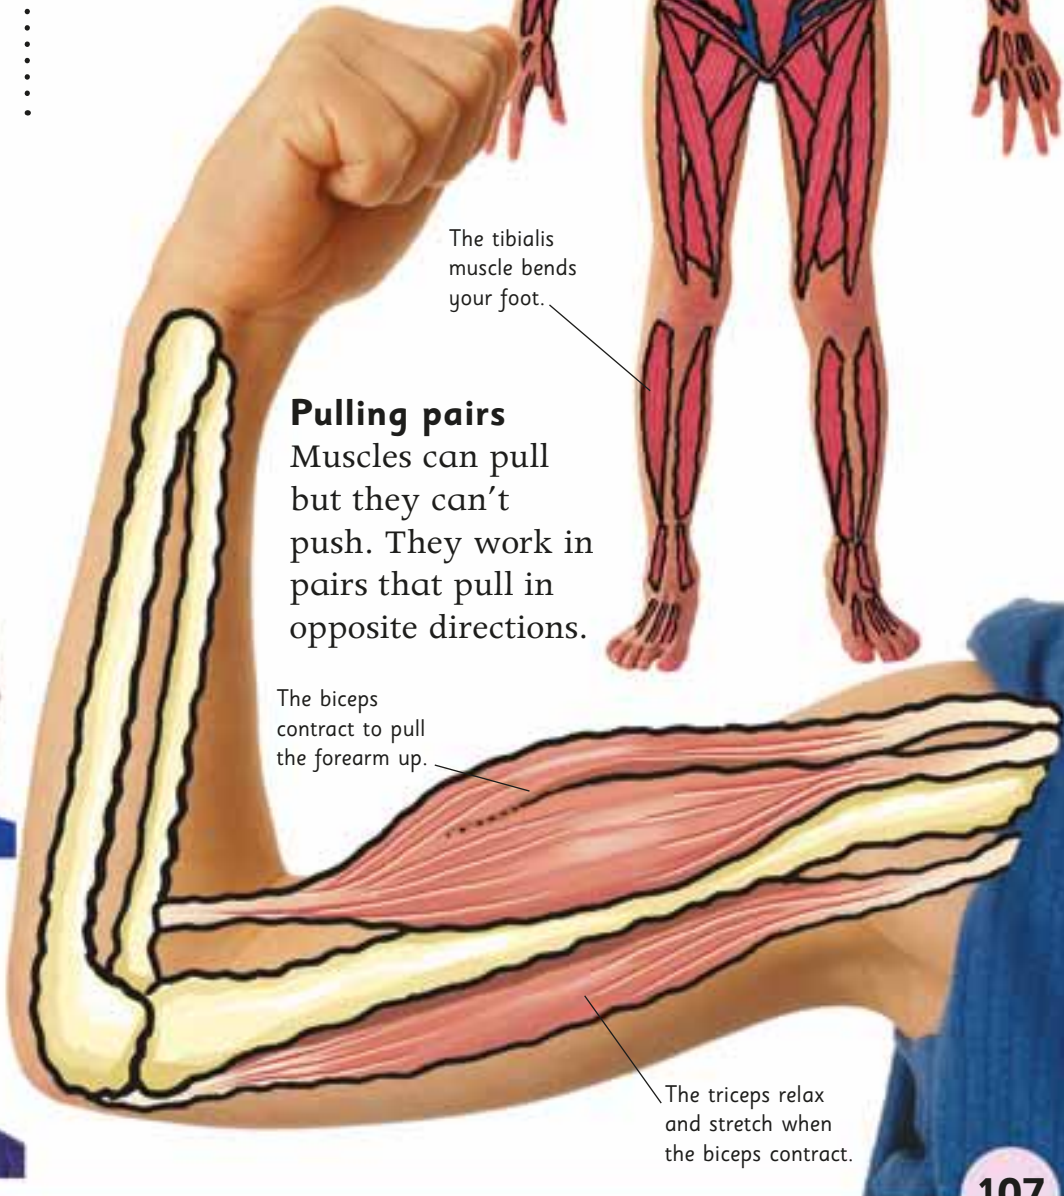 The tibialis
muscle bends
your foot.
Pulling pairs
Muscles can pull
but they can't
push. They work in
pairs that pull in
opposite directions.
The biceps
contract to pull
the forearm up.
The triceps relax
and stretch when
the biceps contract.
107